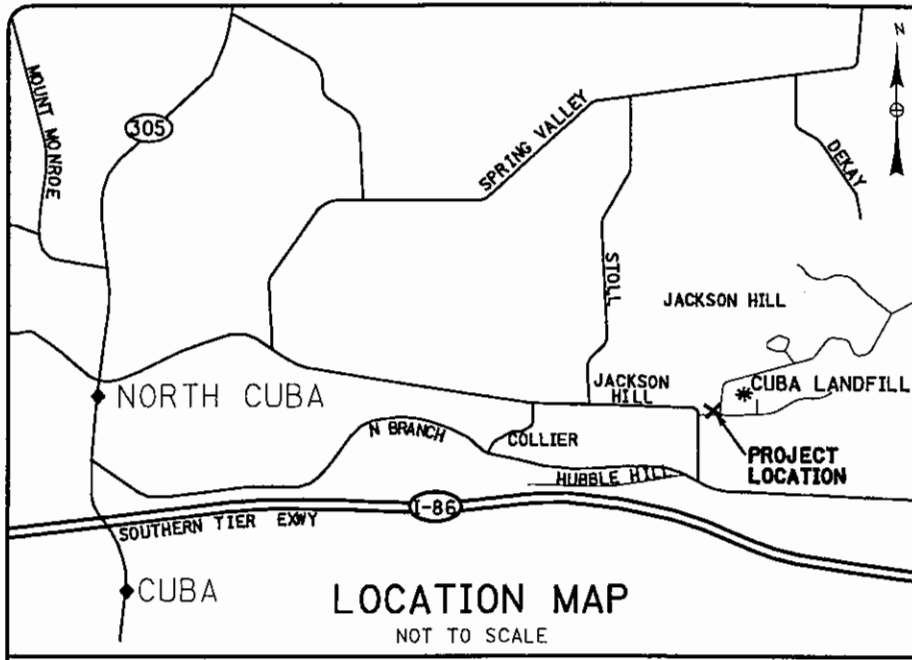 N
MOUNT MONROE
305
SPRING VALLEY
DEKAY
STOLL
JACKSON HILL
JACKSON
HILL
CUBA LANDFILL
NORTH CUBA
N BRANCH
COLLIER
PROJECT
LOCATION
HUBBLE HILL
I-86
SOUTHERN TIER EXWY
CUBA
LOCATION MAP
NOT TO SCALE